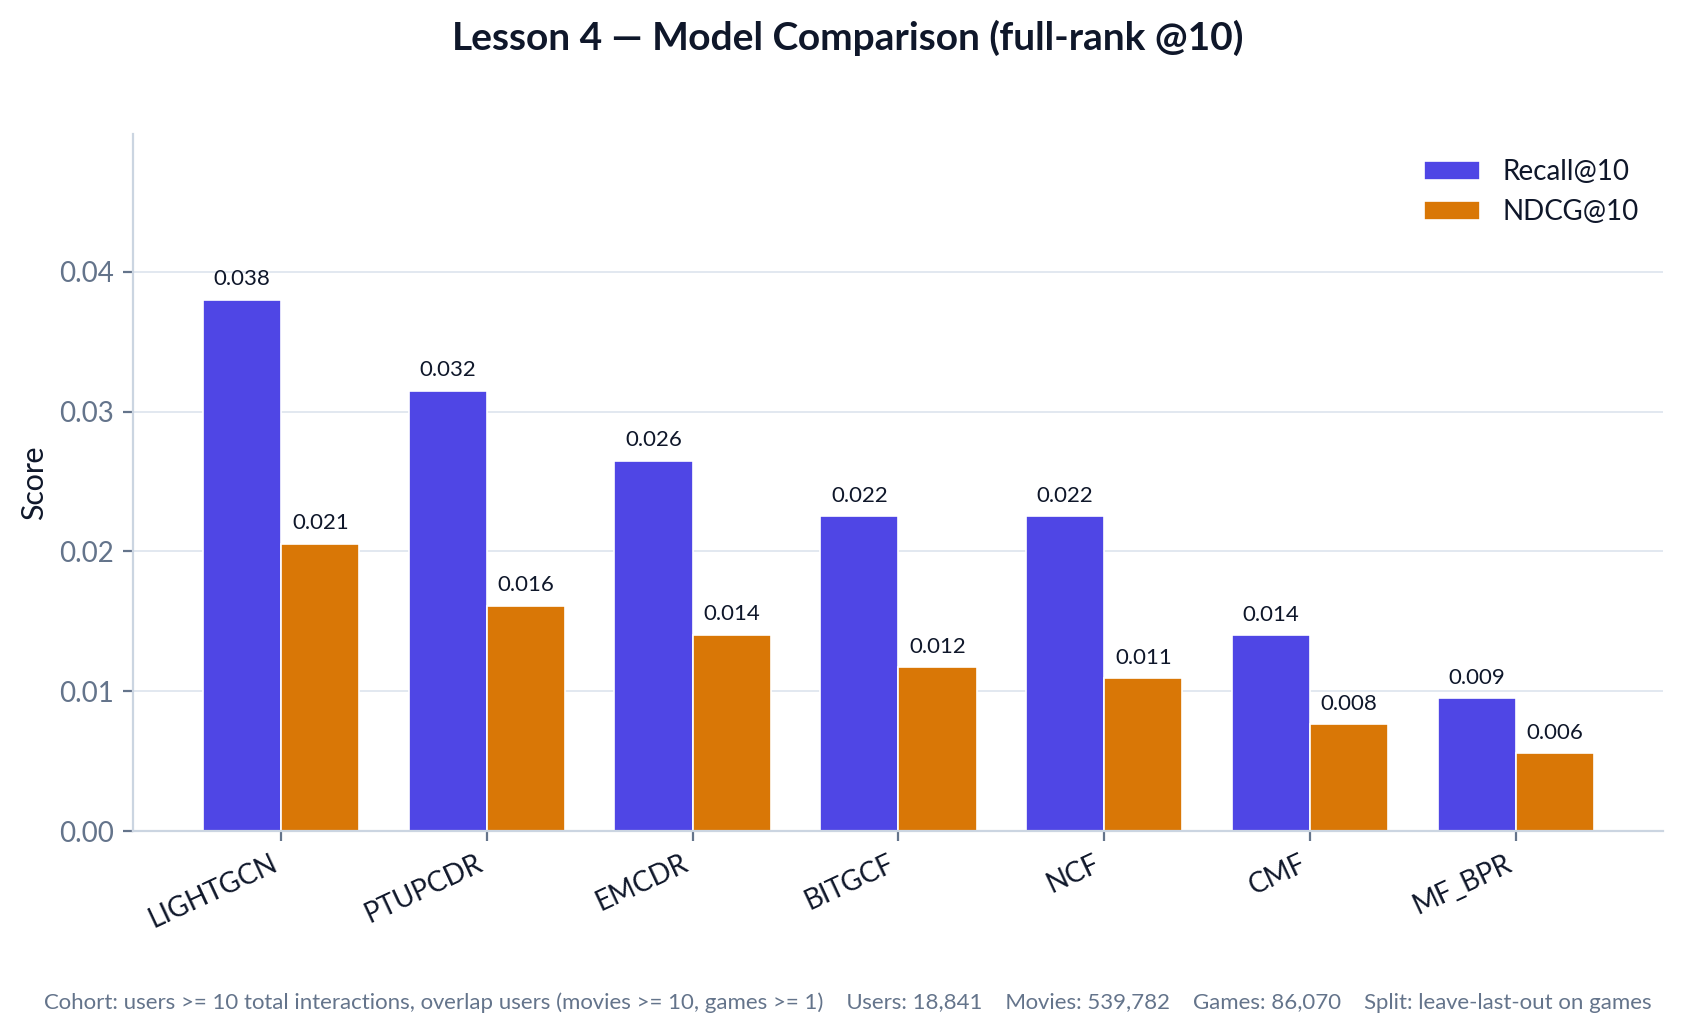 Lesson 4 — Model Comparison (full-rank @10)
Recall@10
NDCG@10
Score
0.04
0.03
0.02
0.01
0.00
0.038
0.021
0.032
0.016
0.026
0.014
0.022
0.012
0.022
0.011
0.014
0.008
0.009
0.006
LIGHTGCN
PTUPCDR
EMCDR
BITGCF
NCF
CMF
MF_BPR
Cohort: users >= 10 total interactions, overlap users (movies >= 10, games >= 1) Users: 18,841 Movies: 539,782 Games: 86,070 Split: leave-last-out on games